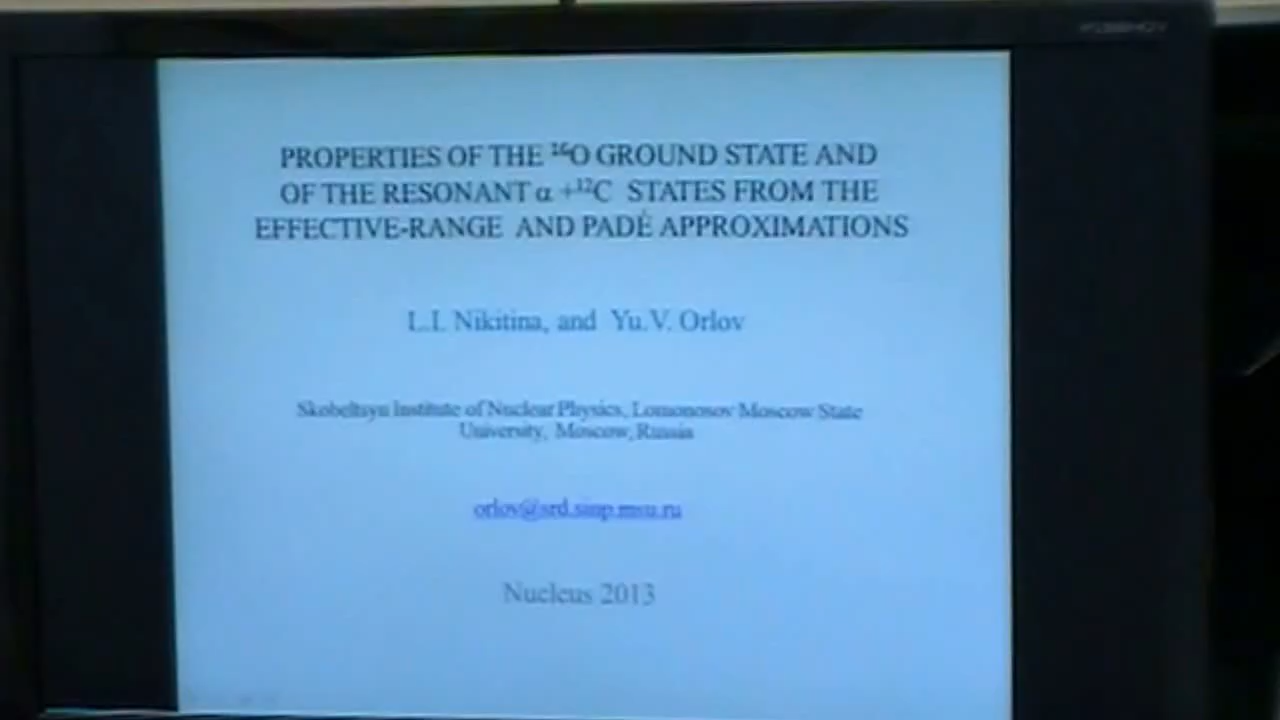 PROPERTIES OF THE ¹⁶O GROUND STATE AND
OF THE RESONANT α +¹²C STATES FROM THE
EFFECTIVE-RANGE AND PADÉ APPROXIMATIONS
L.I. Nikitina, and Yu.V. Orlov
Skobeltsyn Institute of Nuclear Physics, Lomonosov Moscow State
University, Moscow, Russia
orlov@srd.sinp.msu.ru
Nucleus 2013